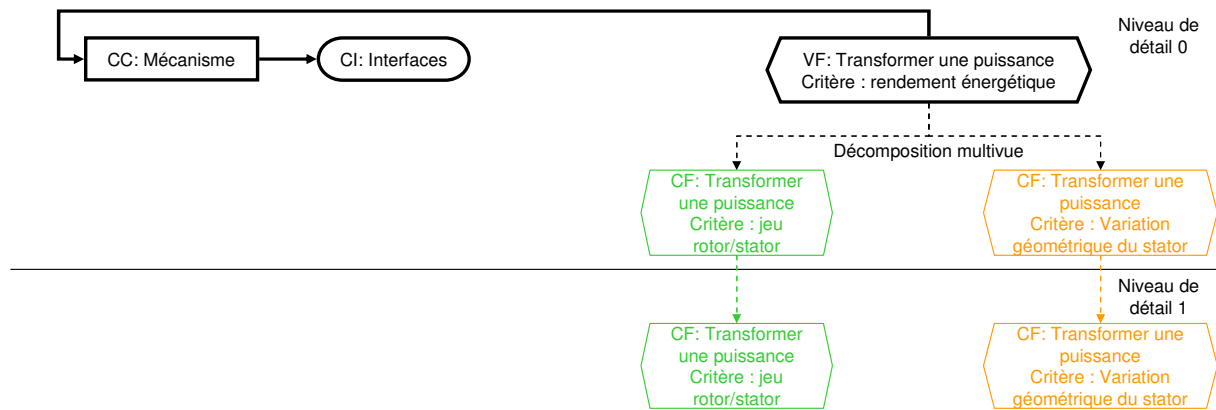 Niveau de
détail 0
CC: Mécanisme
CI: Interfaces
VF: Transformer une puissance
Critère : rendement énergétique
Décomposition multivue
CF: Transformer
une puissance
Critère : jeu
rotor/stator
CF: Transformer une
puissance
Critère : Variation
géométrique du stator
Niveau de
détail 1
CF: Transformer
une puissance
Critère : jeu
rotor/stator
CF: Transformer une
puissance
Critère : Variation
géométrique du stator